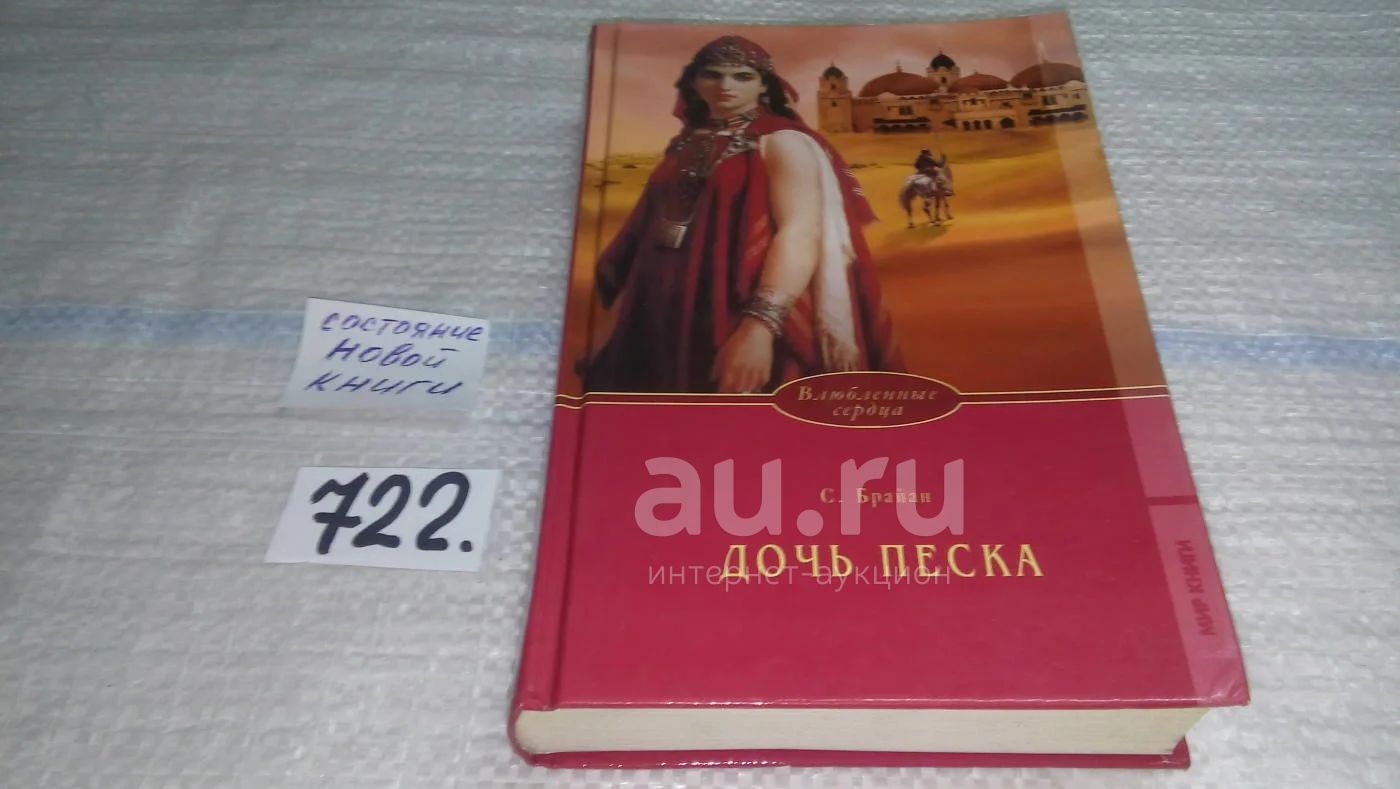 состояние
новой
книги
722.
Влюбленные
сердца
С. Брайан
ДОЧЬ ПЕСКА
МИР КНИГИ
au.ru
интернет-аукцион